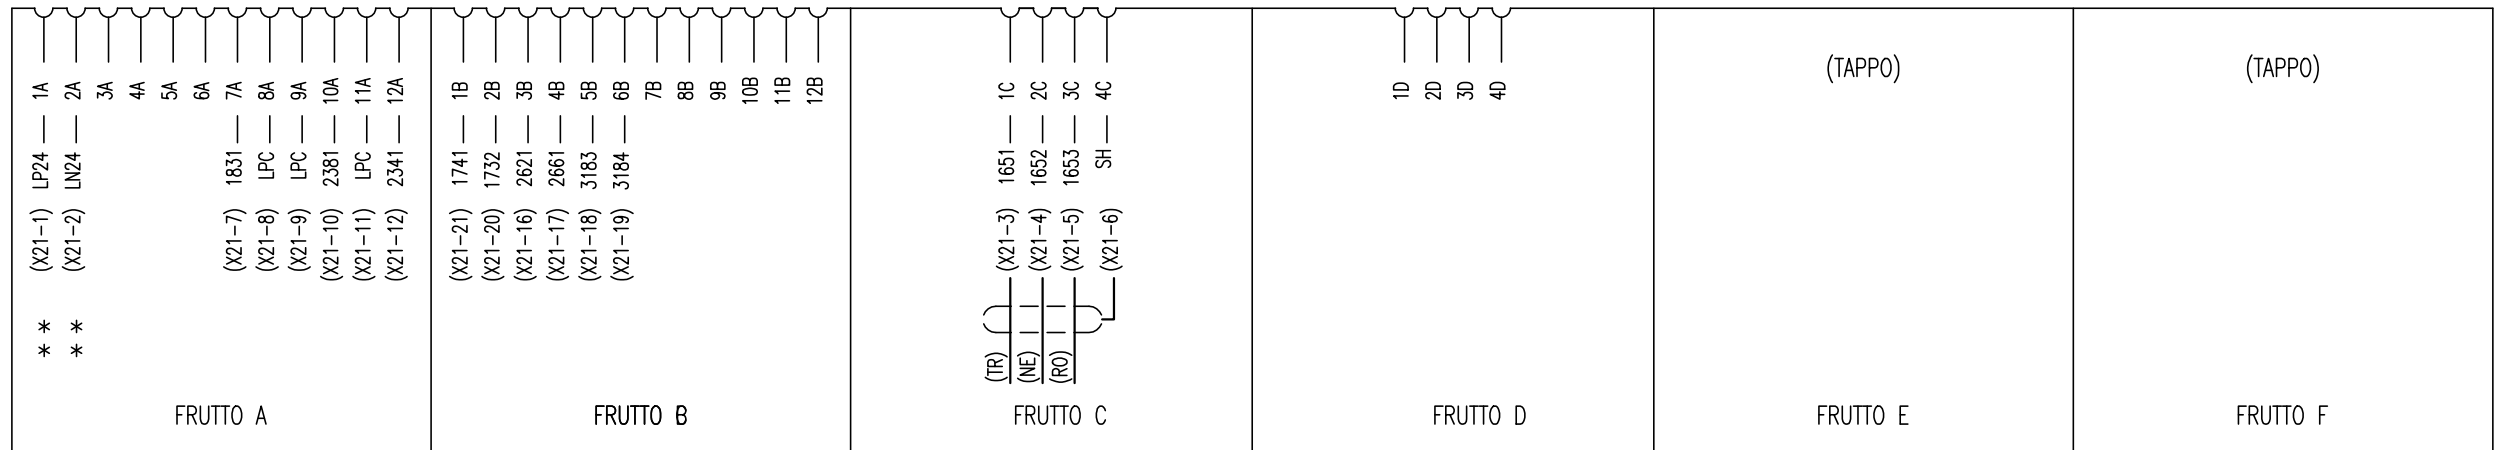 1A 2A 3A 4A 5A 6A 7A 8A 9A 10A 11A 12A 1B 2B 3B 4B 5B 6B 7B 8B 9B 10B 11B 12B 1C 2C 3C 4C 1D 2D 3D 4D (TAPPO) (TAPPO)
LP24 LN24 1831 LPC LPC 2381 LPC 2341 1741 1732 2621 2661 3183 3184 1651 1652 1653 SH
(X21-1) (X21-2) (X21-7) (X21-8) (X21-9) (X21-10) (X21-11) (X21-12) (X21-21) (X21-20) (X21-16) (X21-17) (X21-18) (X21-19) (X21-3) (X21-4) (X21-5) (X21-6)
* *
* *
(TR) (NE) (RO)
FRUTTO A FRUTTO B FRUTTO C FRUTTO D FRUTTO E FRUTTO F